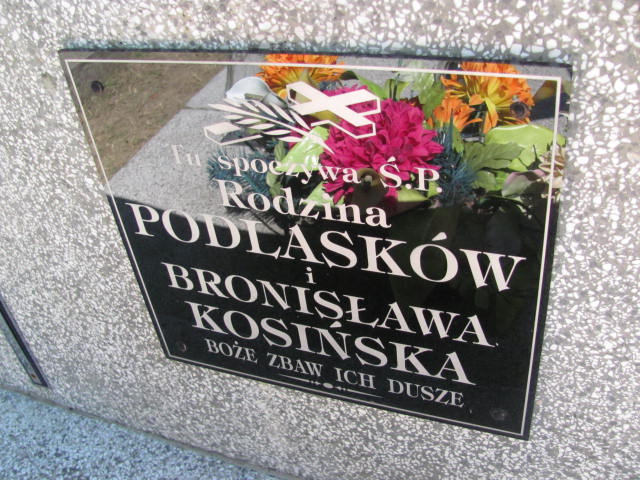 Tu spoczywa Ś.P.
Rodzina
PODLASKÓW
i
BRONISŁAWA
KOSIŃSKA
BOŻE ZBAW ICH DUSZE